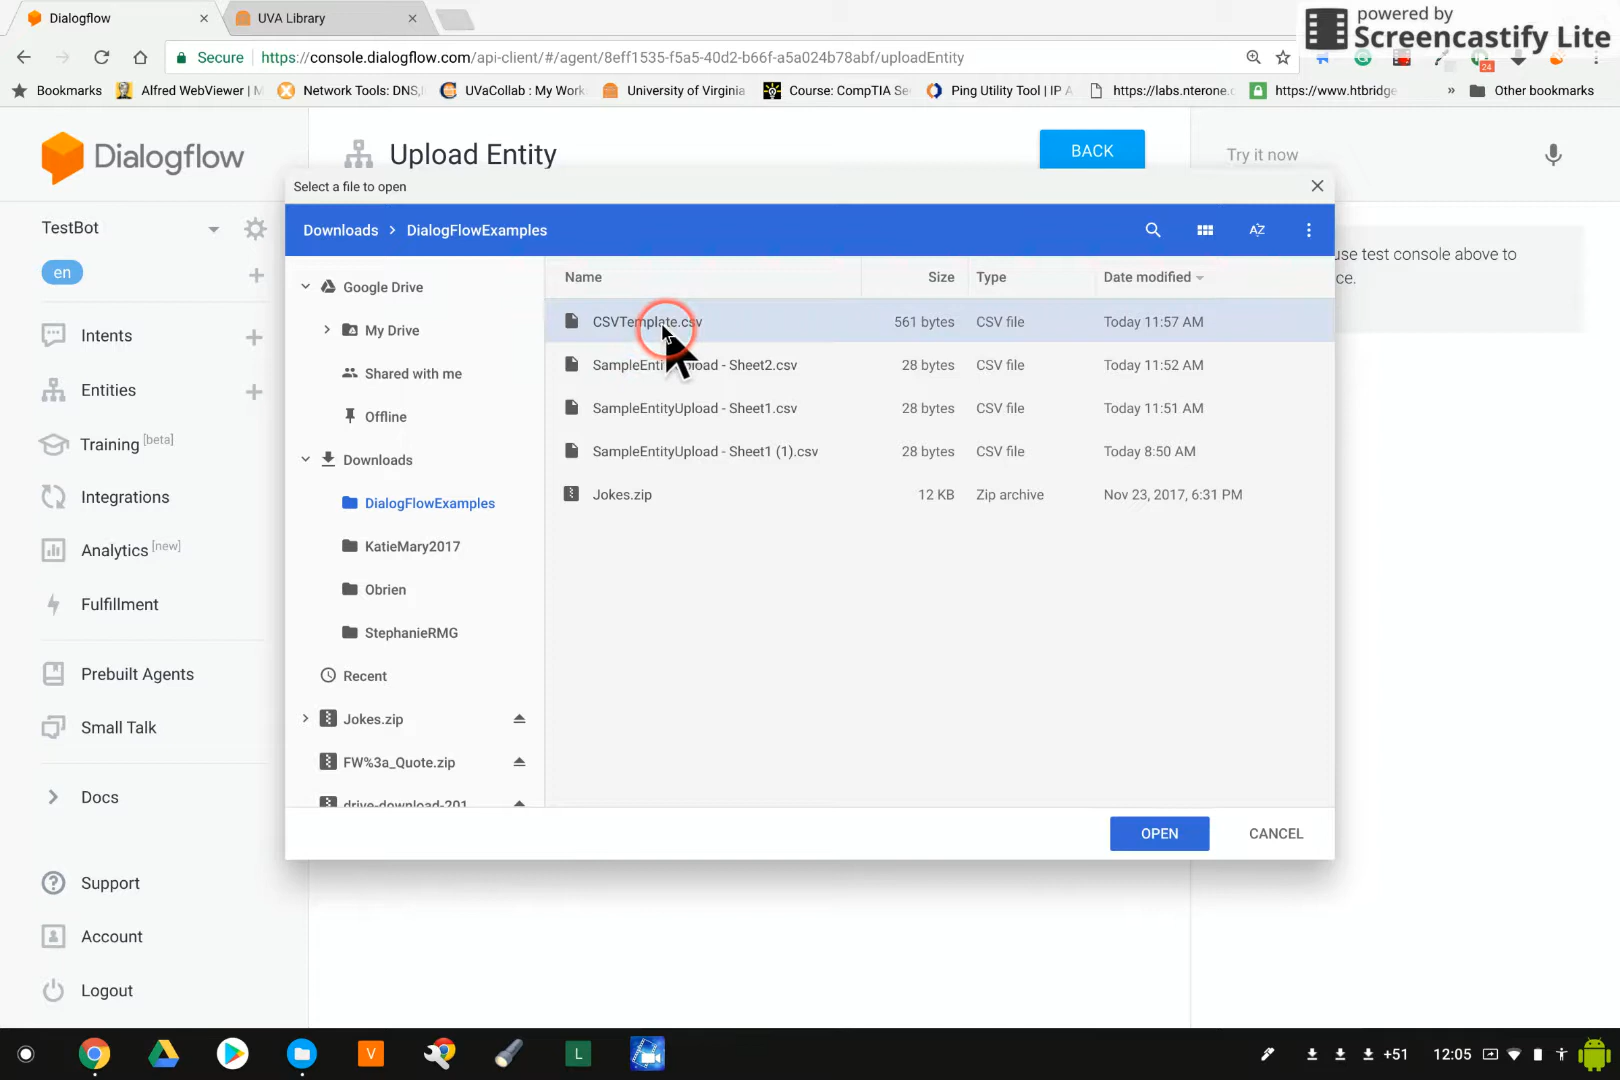 Dialogflow
UVA Library
powered by
Screencastify Lite
Secure https://console.dialogflow.com/api-client/#/agent/8eff1535-f5a5-40d2-b66f-a5a024b78abf/uploadEntity
24
Bookmarks Alfred WebViewer | Network Tools: DNS, UVaCollab : My Work University of Virginia Course: CompTIA Se Ping Utility Tool | IP A https://labs.nterone. https://www.htbridge » Other bookmarks
Dialogflow
Upload Entity
BACK
Try it now
Select a file to open
TestBot
Downloads > DialogFlowExamples
AZ
use test console above to
ce.
en
Name Size Type Date modified
Google Drive
My Drive
Shared with me
Offline
Downloads
DialogFlowExamples
KatieMary2017
Obrien
StephanieRMG
Recent
Jokes.zip
FW%3a_Quote.zip
drive-download-201
CSVTemplate.csv 561 bytes CSV file Today 11:57 AM
SampleEntityUpload - Sheet2.csv 28 bytes CSV file Today 11:52 AM
SampleEntityUpload - Sheet1.csv 28 bytes CSV file Today 11:51 AM
SampleEntityUpload - Sheet1 (1).csv 28 bytes CSV file Today 8:50 AM
Jokes.zip 12 KB Zip archive Nov 23, 2017, 6:31 PM
Intents
Entities
Training [beta]
Integrations
Analytics [new]
Fulfillment
Prebuilt Agents
Small Talk
Docs
Support
Account
Logout
OPEN CANCEL
V
L
+51 12:05